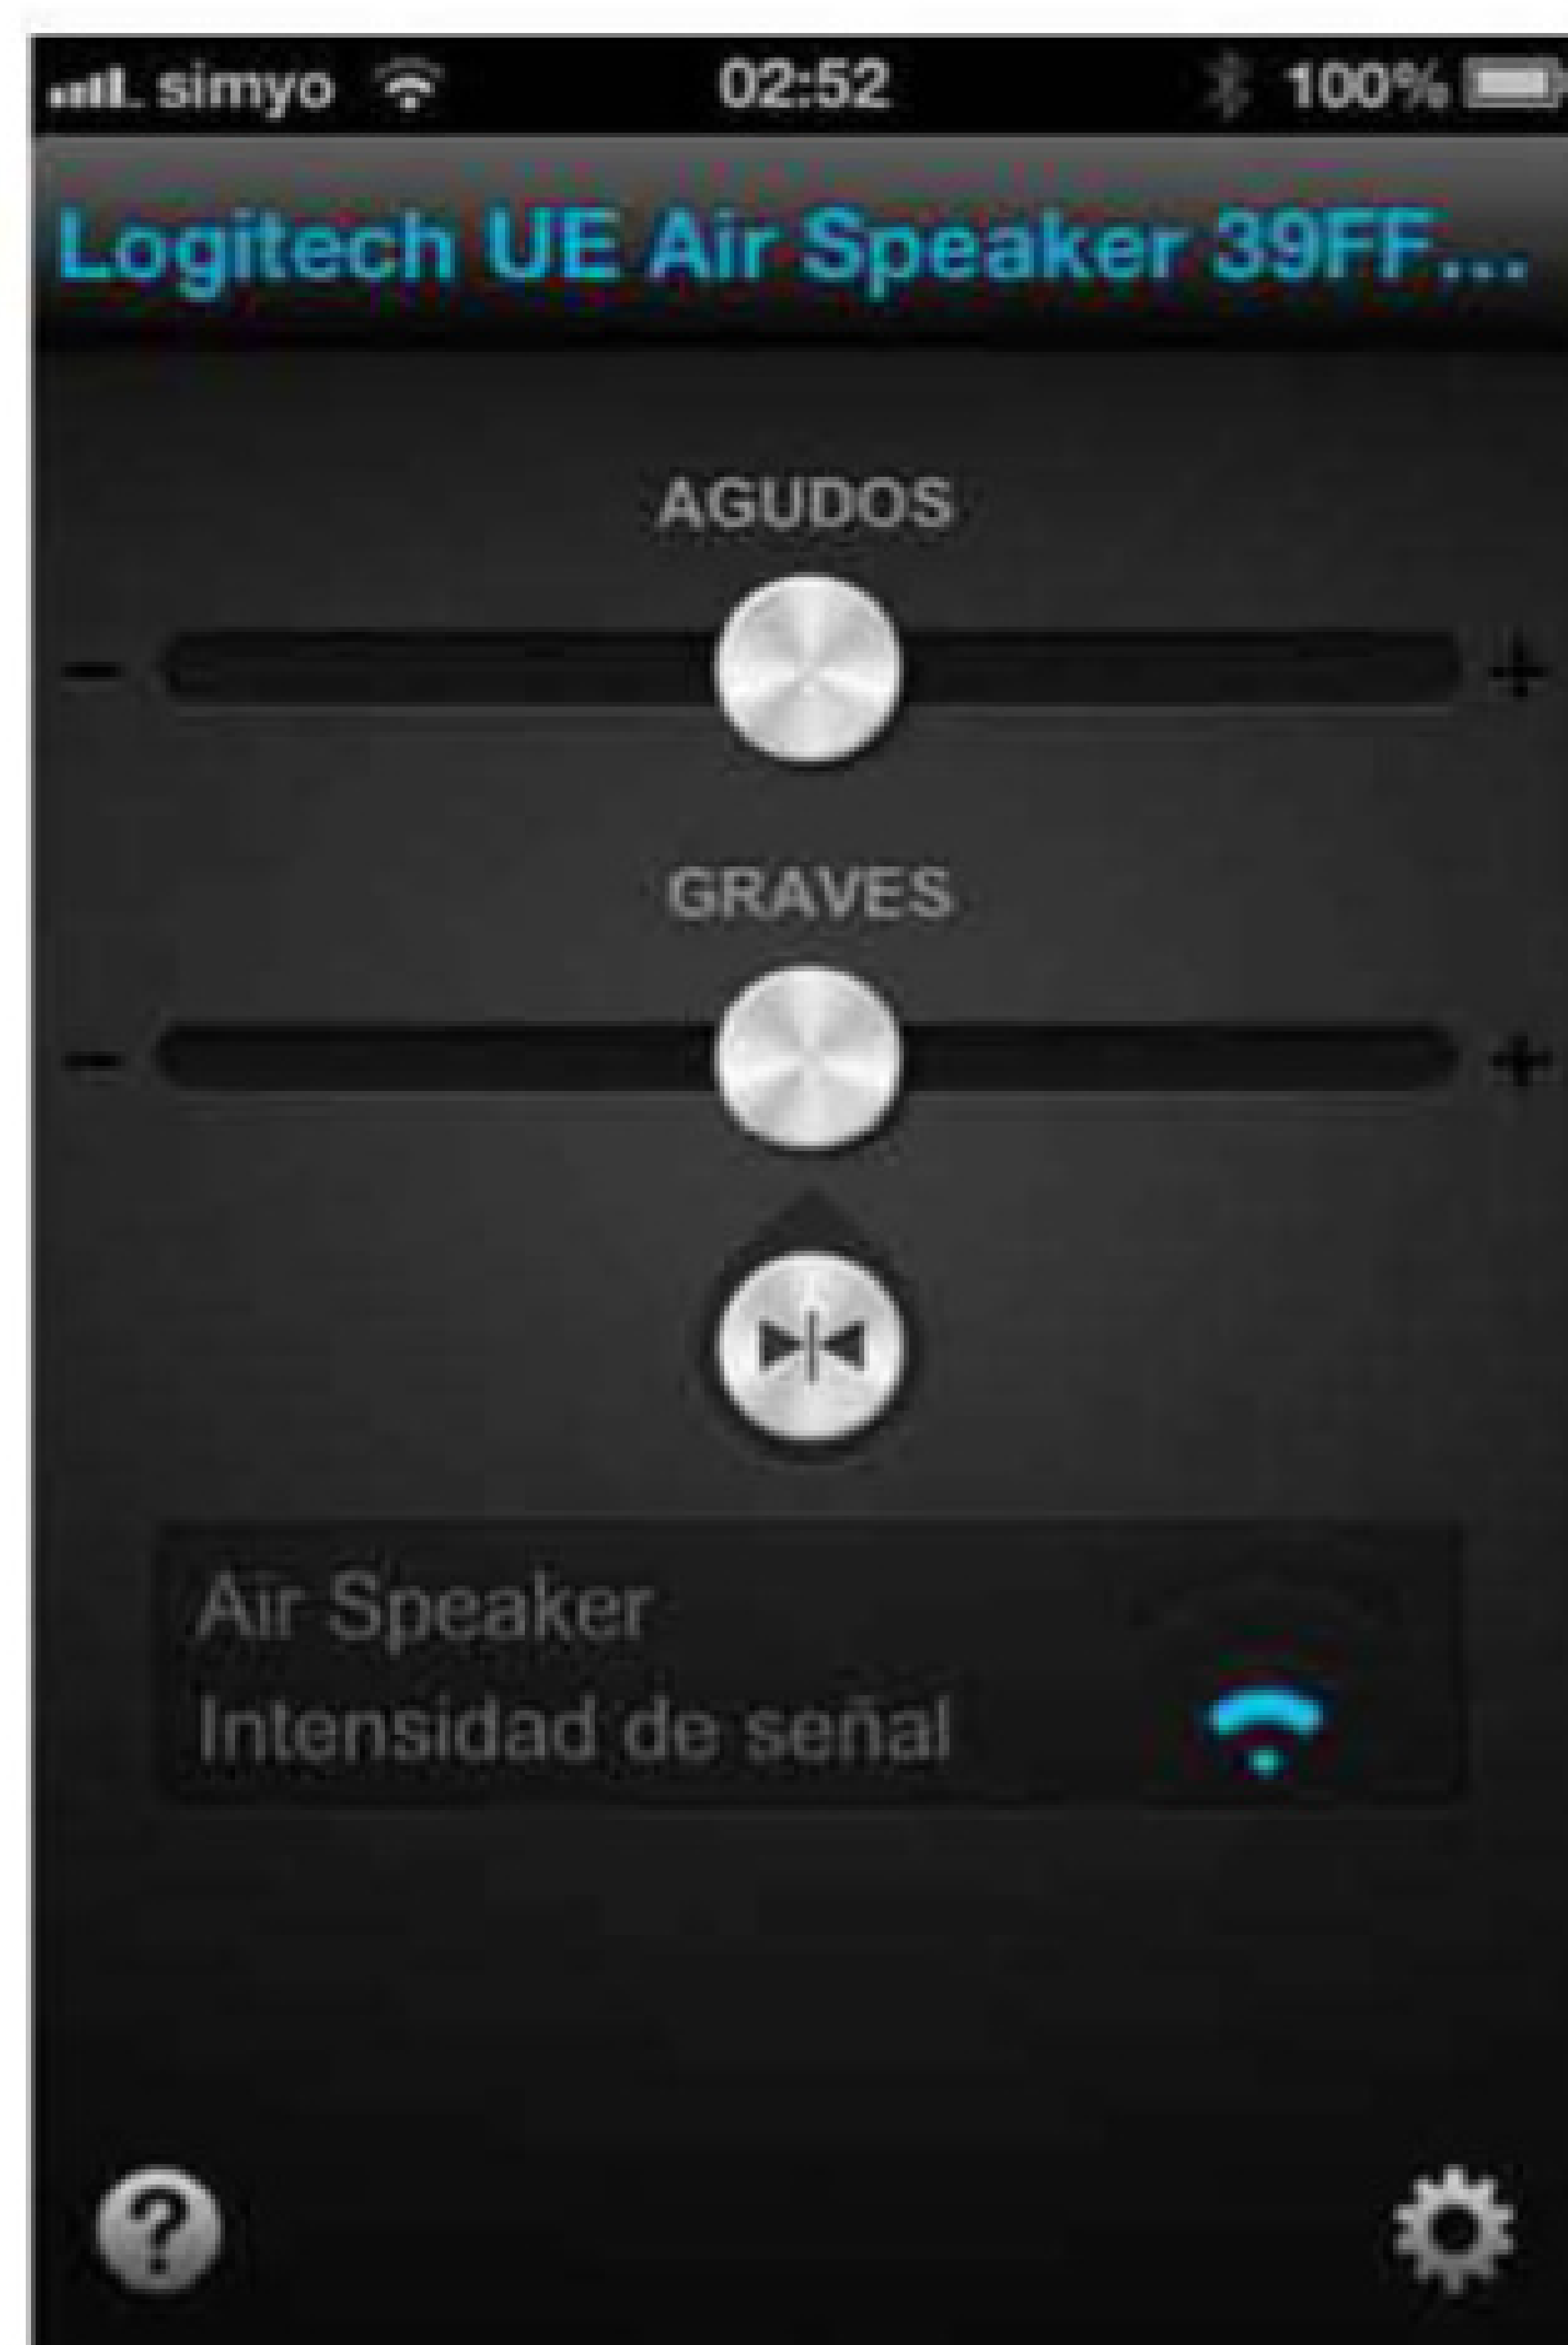 simyo 02:52 100%
Logitech UE Air Speaker 39FF...
AGUDOS
- +
GRAVES
- +
Air Speaker
Intensidad de señal
?